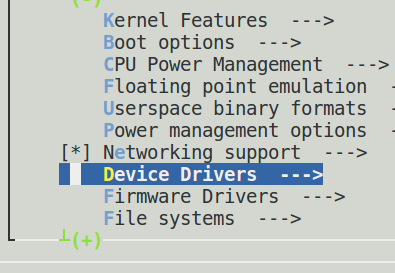 (-)
Kernel Features  --->
Boot options  --->
CPU Power Management  --->
Floating point emulation  -
Userspace binary formats  -
Power management options  -
[*] Networking support  --->
Device Drivers  --->
Firmware Drivers  --->
File systems  --->
(+)